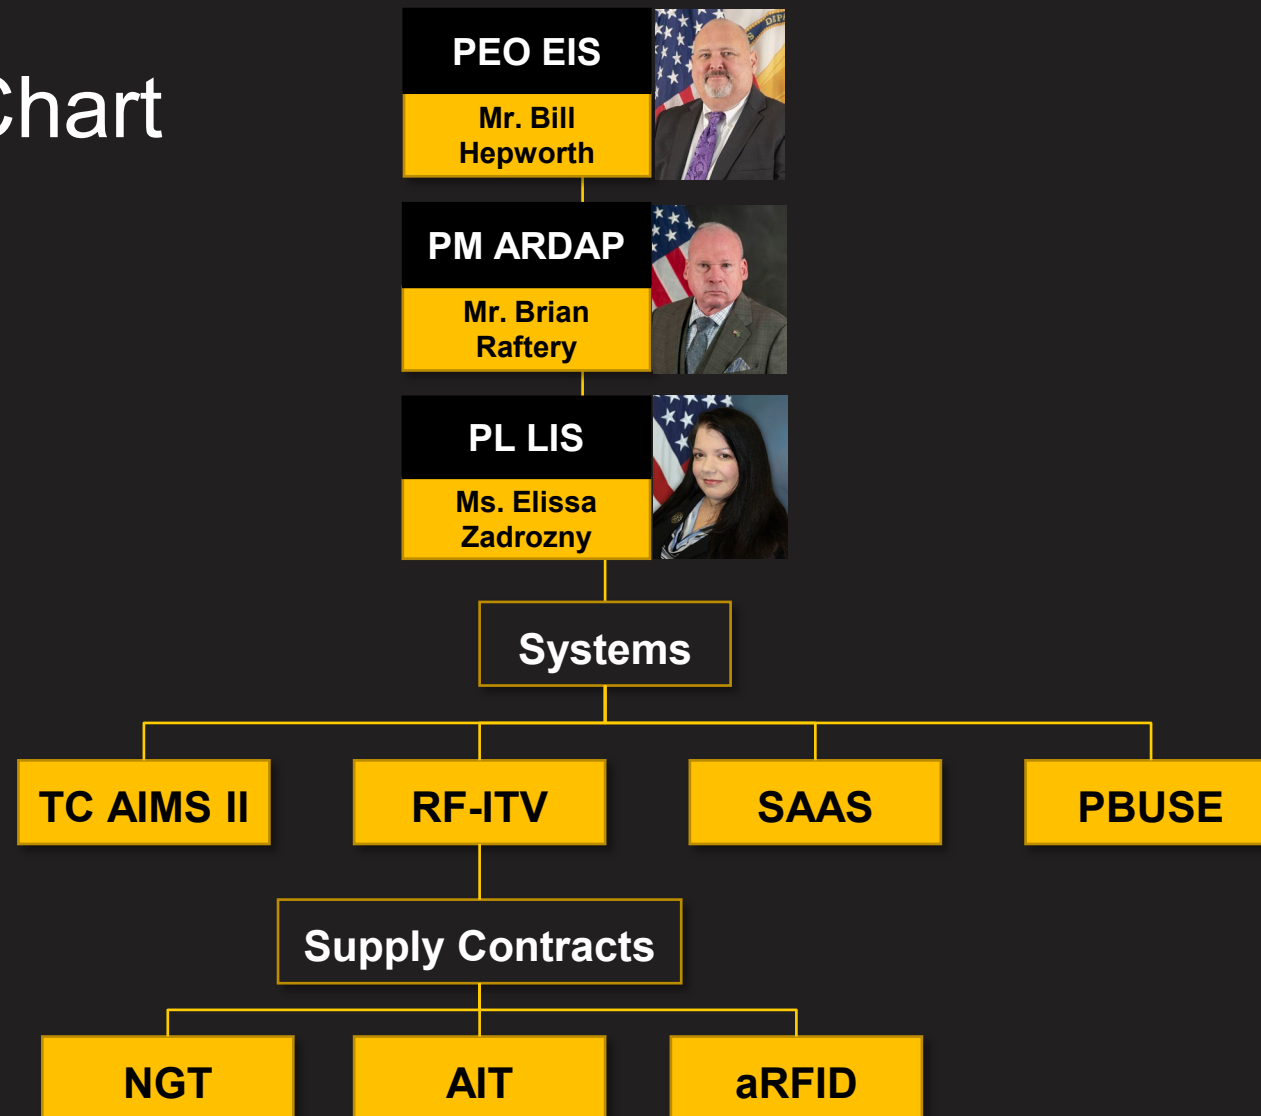 Chart
PEO EIS
Mr. Bill
Hepworth
PM ARDAP
Mr. Brian
Raftery
PL LIS
Ms. Elissa
Zadrozny
Systems
TC AIMS II
RF-ITV
SAAS
PBUSE
Supply Contracts
NGT
AIT
aRFID